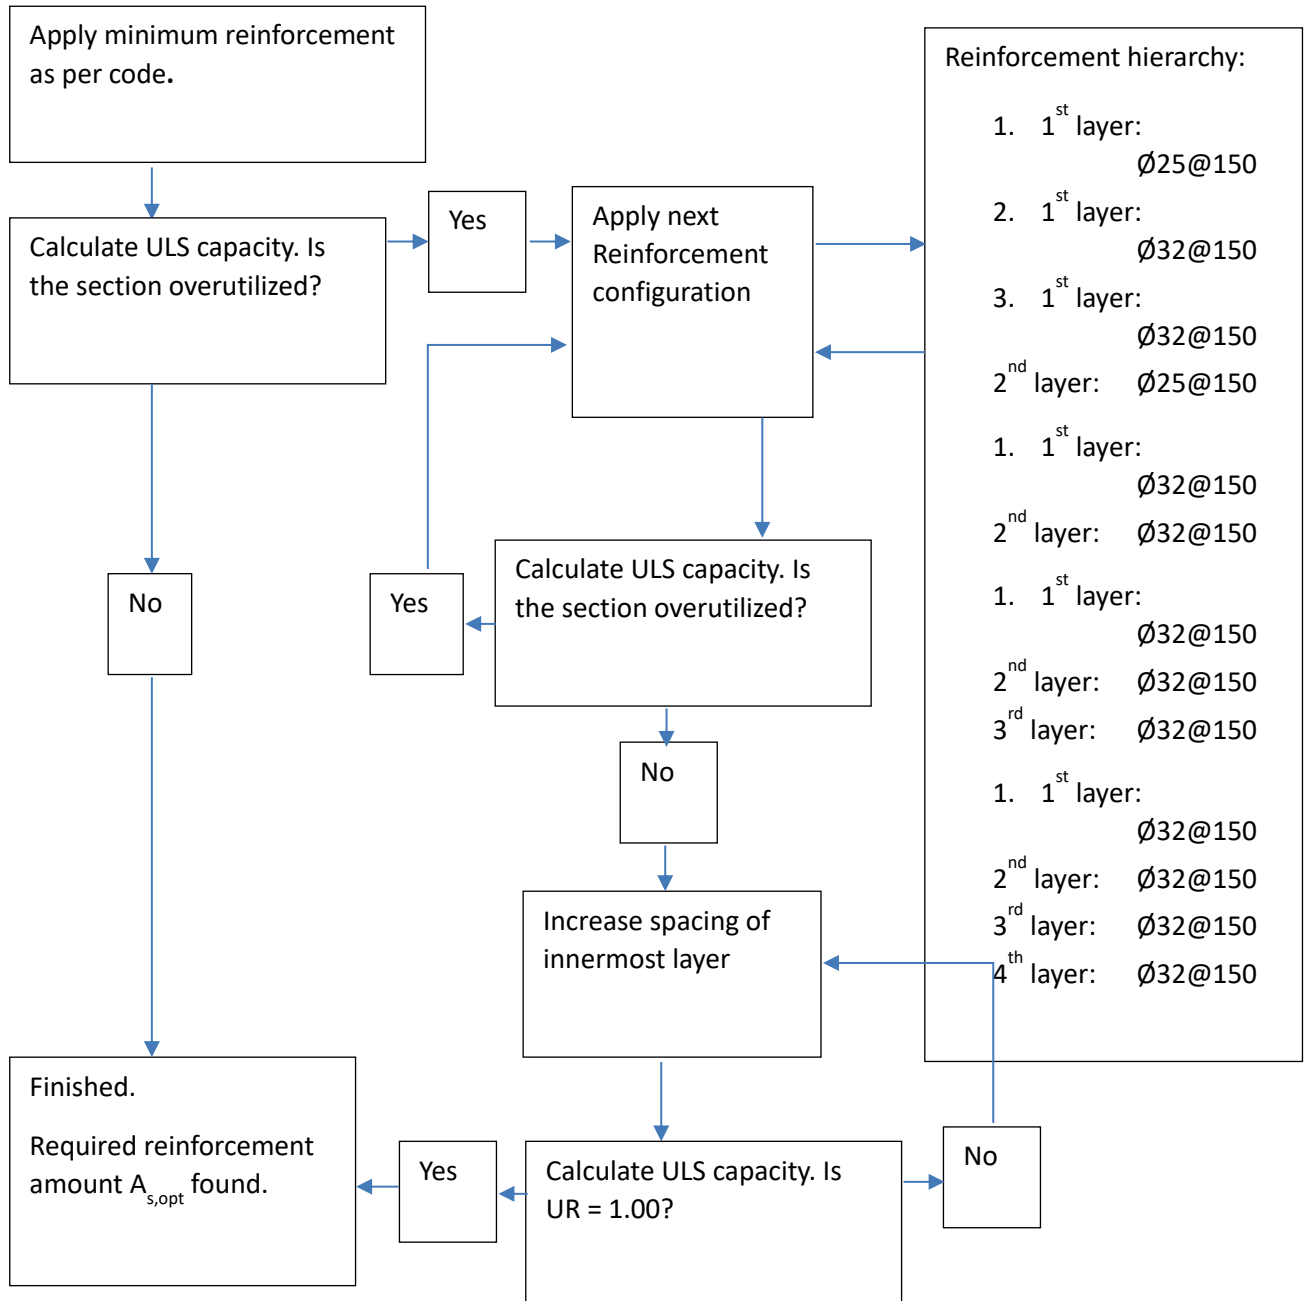 Apply minimum reinforcement
as per code.
Calculate ULS capacity. Is
the section overutilized?
Yes
Apply next
Reinforcement
configuration
Reinforcement hierarchy:
1. 1st layer:
Ø25@150
2. 1st layer:
Ø32@150
3. 1st layer:
Ø32@150
2nd layer: Ø25@150
1. 1st layer:
Ø32@150
2nd layer: Ø32@150
1. 1st layer:
Ø32@150
2nd layer: Ø32@150
3rd layer: Ø32@150
1. 1st layer:
Ø32@150
2nd layer: Ø32@150
3rd layer: Ø32@150
4th layer: Ø32@150
No
Yes
Calculate ULS capacity. Is
the section overutilized?
No
Increase spacing of
innermost layer
Finished.
Required reinforcement
amount As,opt found.
Yes
Calculate ULS capacity. Is
UR = 1.00?
No